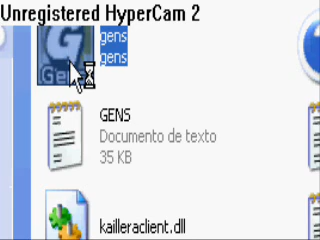 Unregistered HyperCam 2
gens
gens
Gens
GENS
Documento de texto
35 KB
kailleraclient.dll